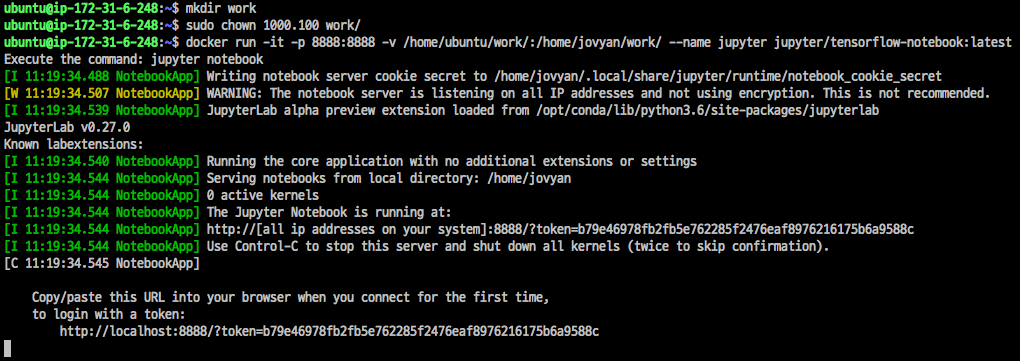 ubuntu@ip-172-31-6-248:~$ mkdir work
ubuntu@ip-172-31-6-248:~$ sudo chown 1000.100 work/
ubuntu@ip-172-31-6-248:~$ docker run -it -p 8888:8888 -v /home/ubuntu/work/:/home/jovyan/work/ --name jupyter jupyter/tensorflow-notebook:latest
Execute the command: jupyter notebook
[I 11:19:34.488 NotebookApp] Writing notebook server cookie secret to /home/jovyan/.local/share/jupyter/runtime/notebook_cookie_secret
[W 11:19:34.507 NotebookApp] WARNING: The notebook server is listening on all IP addresses and not using encryption. This is not recommended.
[I 11:19:34.539 NotebookApp] JupyterLab alpha preview extension loaded from /opt/conda/lib/python3.6/site-packages/jupyterlab
JupyterLab v0.27.0
Known labextensions:
[I 11:19:34.540 NotebookApp] Running the core application with no additional extensions or settings
[I 11:19:34.544 NotebookApp] Serving notebooks from local directory: /home/jovyan
[I 11:19:34.544 NotebookApp] 0 active kernels
[I 11:19:34.544 NotebookApp] The Jupyter Notebook is running at:
[I 11:19:34.544 NotebookApp] http://[all ip addresses on your system]:8888/?token=b79e46978fb2fb5e762285f2476eaf8976216175b6a9588c
[I 11:19:34.544 NotebookApp] Use Control-C to stop this server and shut down all kernels (twice to skip confirmation).
[C 11:19:34.545 NotebookApp]
Copy/paste this URL into your browser when you connect for the first time,
to login with a token:
http://localhost:8888/?token=b79e46978fb2fb5e762285f2476eaf8976216175b6a9588c